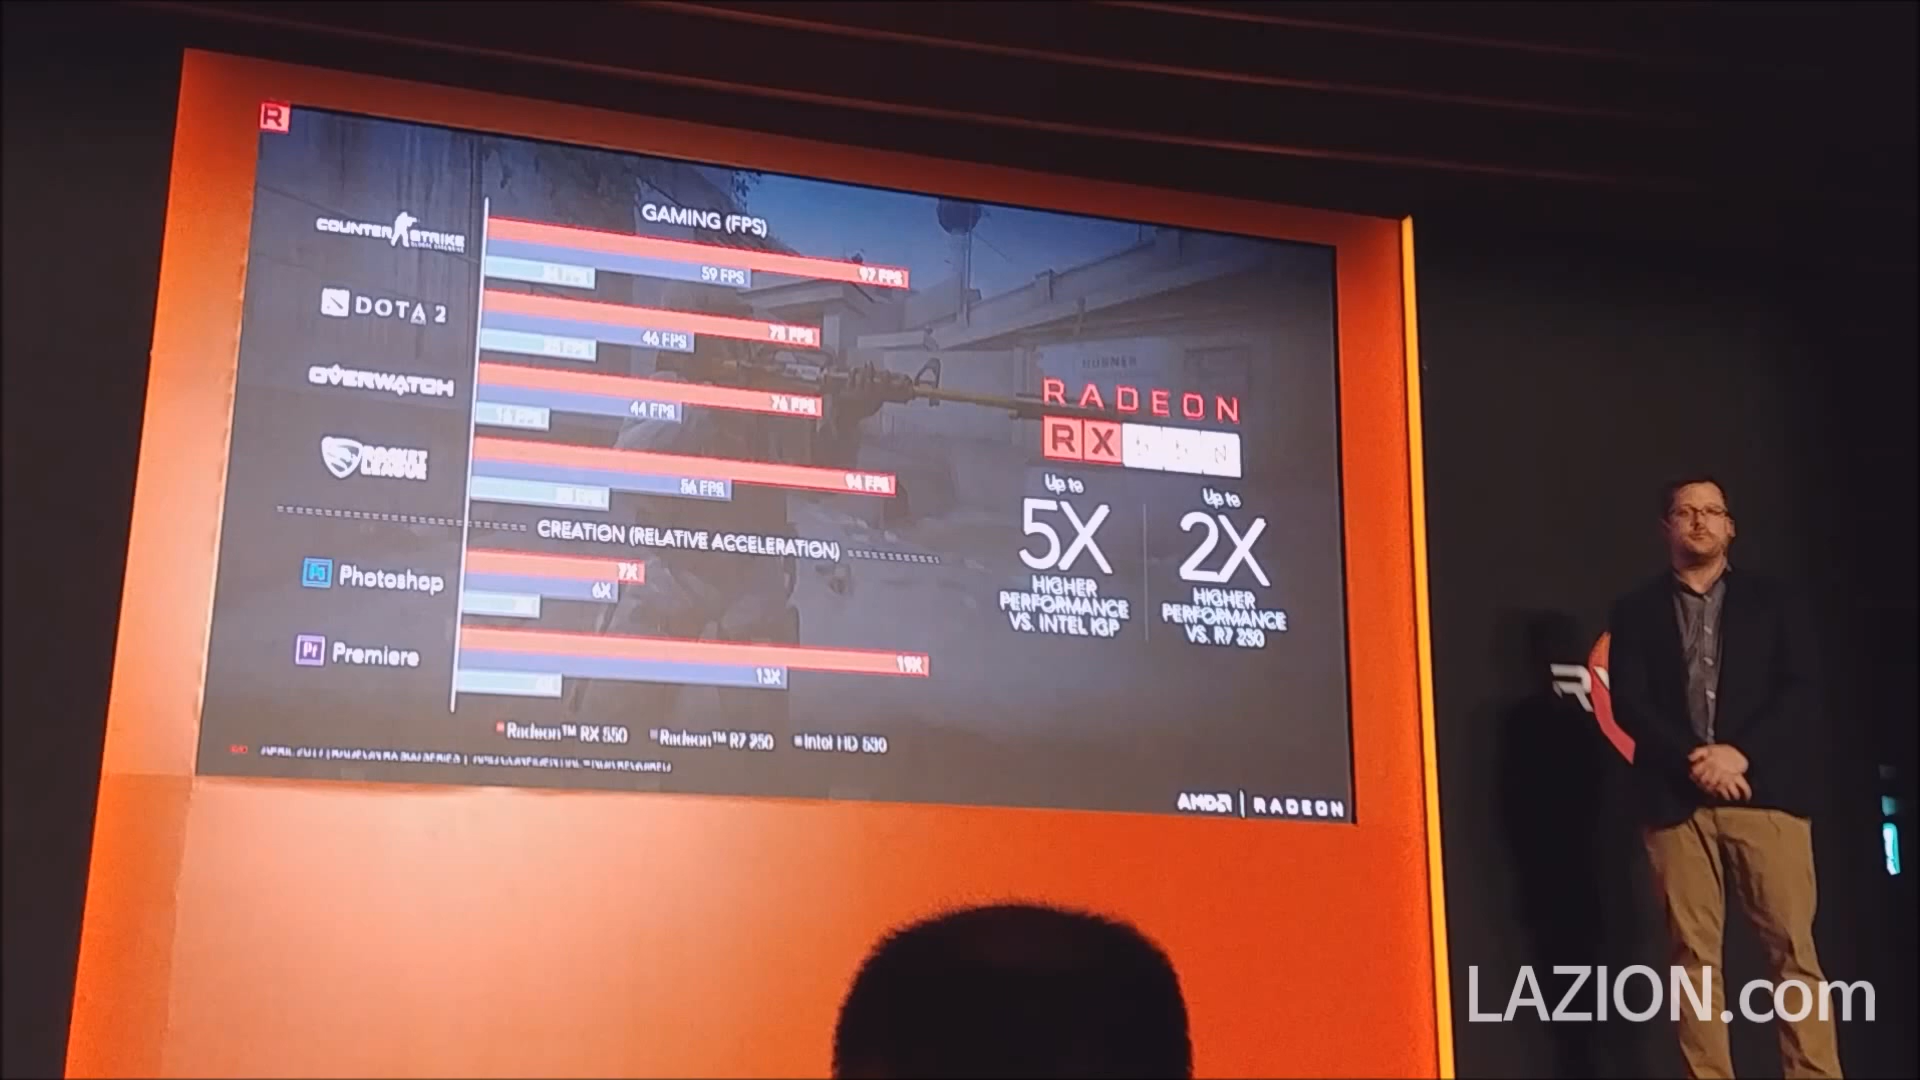 R
GAMING (FPS)
COUNTER STRIKE
97 FPS
59 FPS
DOTA 2
46 FPS
OVERWATCH
76 FPS
44 FPS
ROCKET LEAGUE
94 FPS
56 FPS
CREATION (RELATIVE ACCELERATION)
Ps Photoshop
7X
6X
Pr Premiere
19X
13X
Radeon™ RX 550 Radeon™ R7 250 Intel HD 530
RADEON
RX
Up to
5X
HIGHER
PERFORMANCE
VS. INTEL IGP
Up to
2X
HIGHER
PERFORMANCE
VS. R7 250
AMD | RADEON
R
LAZION.com